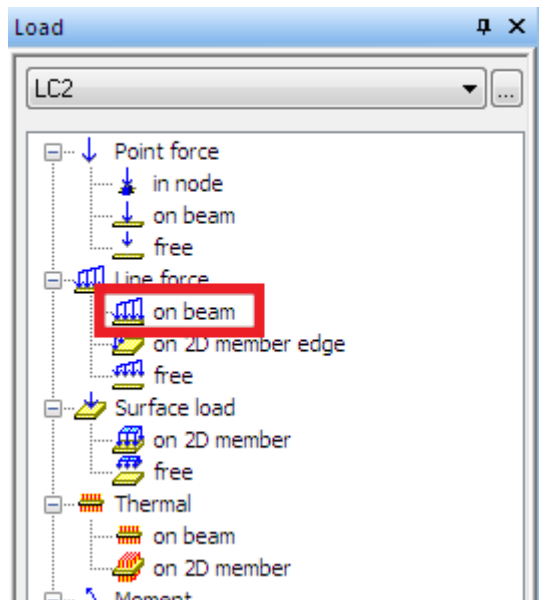 Load
LC2
...
Point force
in node
on beam
free
Line force
on beam
on 2D member edge
free
Surface load
on 2D member
free
Thermal
on beam
on 2D member
Moment